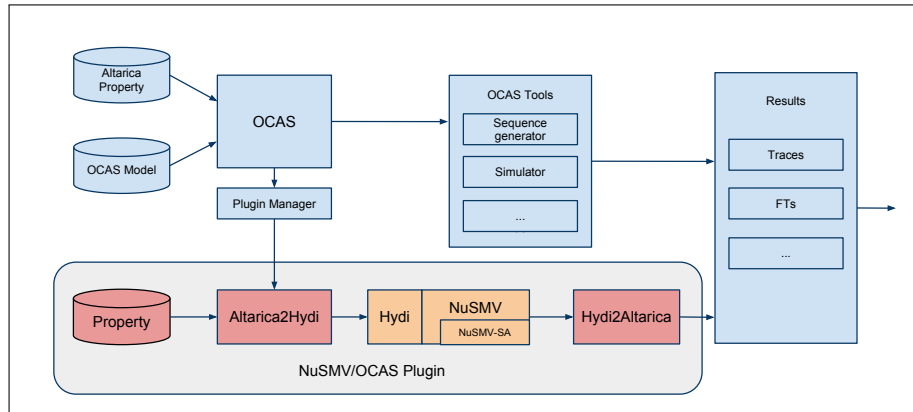 Altarica
Property
OCAS Model
OCAS
Plugin Manager
OCAS Tools
Sequence
generator
Simulator
...
Results
Traces
FTs
...
Property
Altarica2Hydi
Hydi
NuSMV
NuSMV-SA
Hydi2Altarica
NuSMV/OCAS Plugin